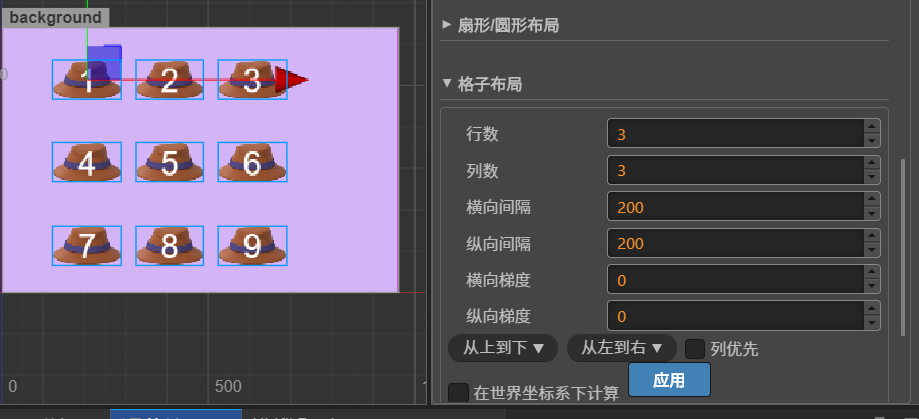 background
0
1 2 3
4 5 6
7 8 9
0 500 1
扇形/圆形布局
格子布局
行数 3
列数 3
横向间隔 200
纵向间隔 200
横向梯度 0
纵向梯度 0
从上到下 从左到右 列优先
在世界坐标系下计算 应用